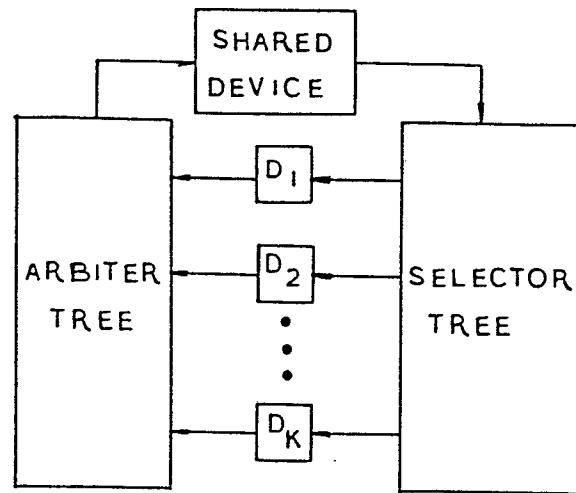 SHARED
DEVICE
D1
D2
DK
ARBITER
TREE
SELECTOR
TREE